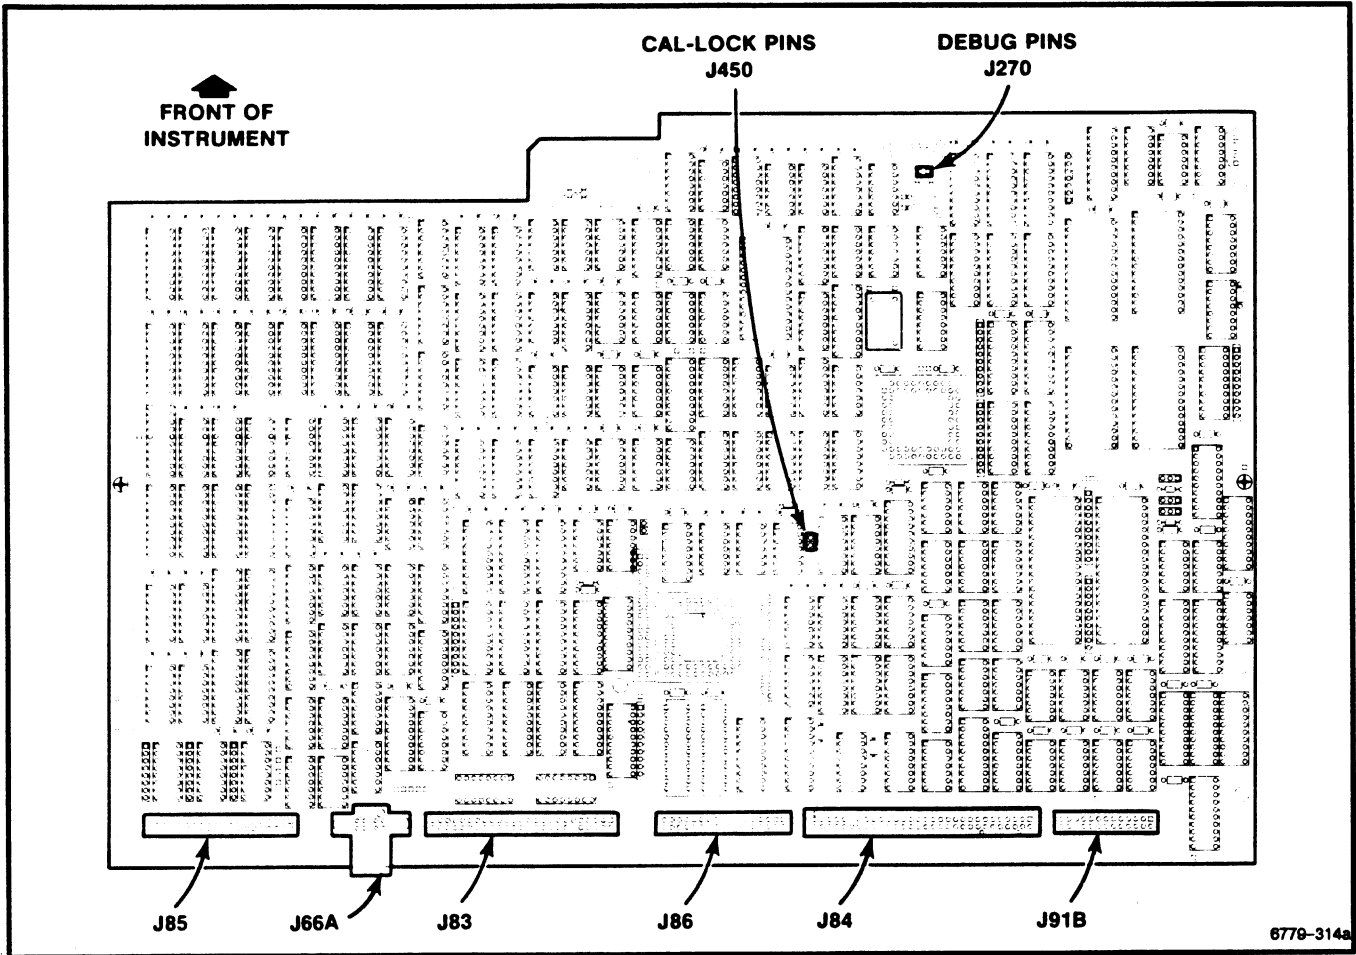 CAL-LOCK PINS
J450
DEBUG PINS
J270
FRONT OF
INSTRUMENT
J85
J66A
J83
J86
J84
J91B
6779-314a